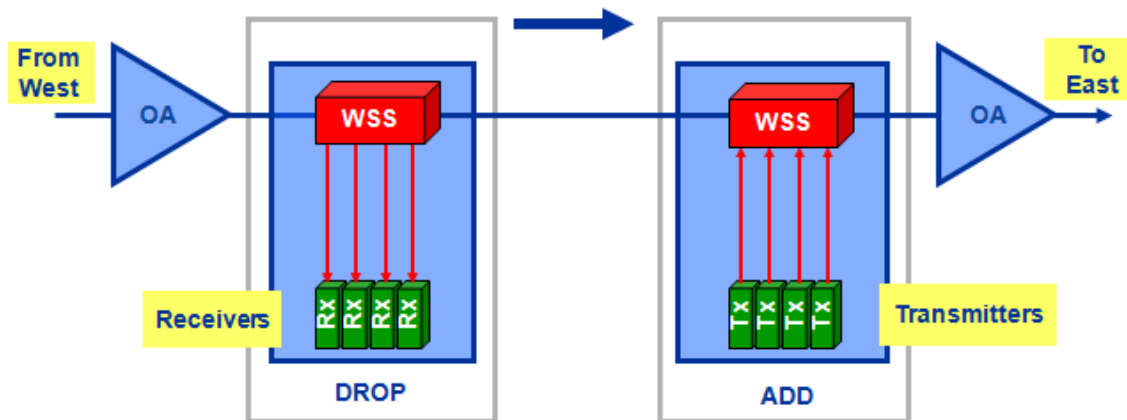 From
West
OA
WSS
WSS
OA
To
East
Receivers
Rx Rx Rx Rx
Tx Tx Tx Tx
Transmitters
DROP
ADD